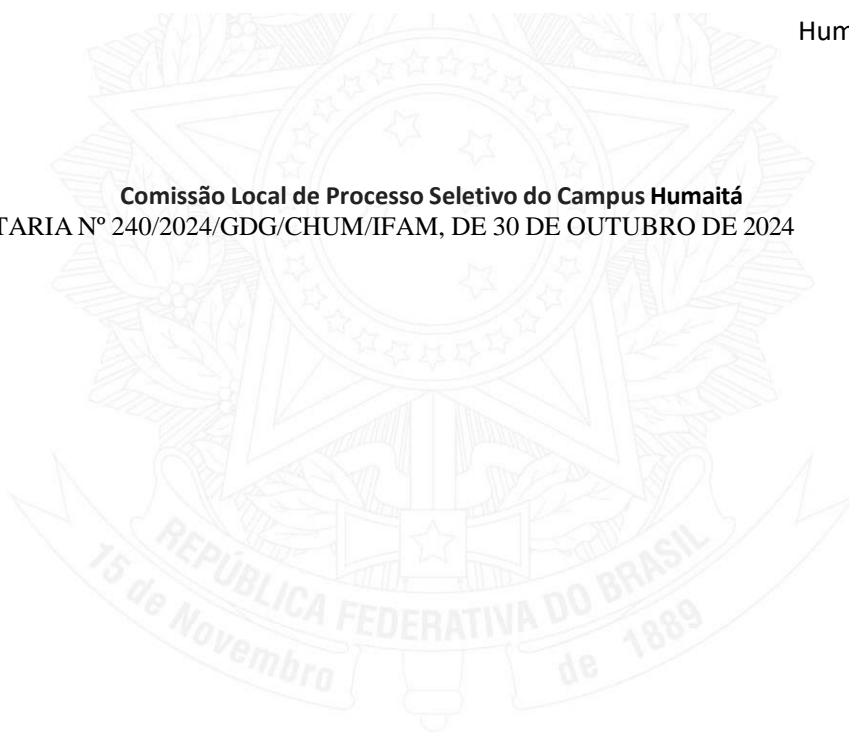 Hum
Comissão Local de Processo Seletivo do Campus Humaitá
TARIA Nº 240/2024/GDG/CHUM/IFAM, DE 30 DE OUTUBRO DE 2024
REPÚBLICA FEDERATIVA DO BRASIL
15 de Novembro de 1889